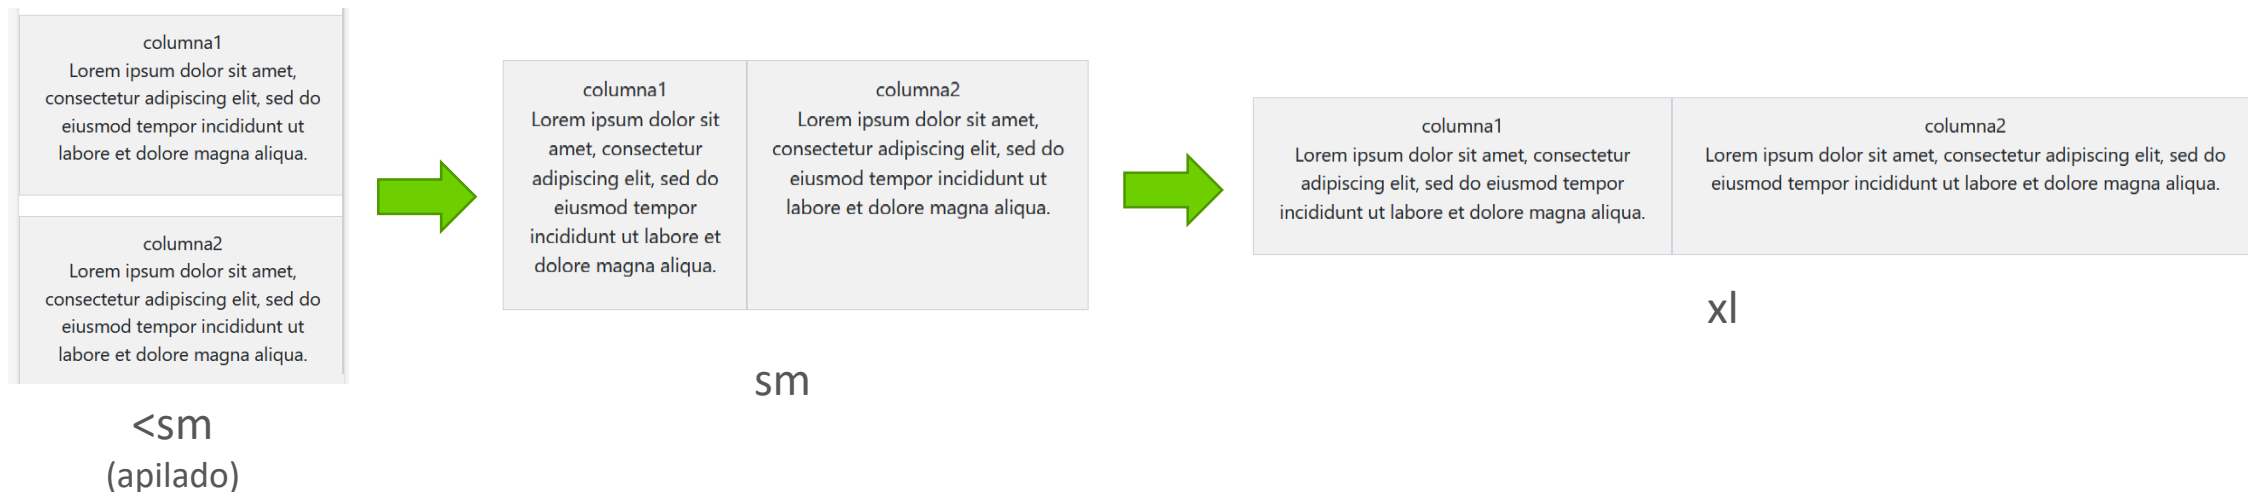 columna1
Lorem ipsum dolor sit amet,
consectetur adipiscing elit, sed do
eiusmod tempor incididunt ut
labore et dolore magna aliqua.
columna2
Lorem ipsum dolor sit amet,
consectetur adipiscing elit, sed do
eiusmod tempor incididunt ut
labore et dolore magna aliqua.
<sm
(apilado)
columna1
Lorem ipsum dolor sit
amet, consectetur
adipiscing elit, sed do
eiusmod tempor
incididunt ut labore et
dolore magna aliqua.
columna2
Lorem ipsum dolor sit amet,
consectetur adipiscing elit, sed do
eiusmod tempor incididunt ut
labore et dolore magna aliqua.
sm
columna1
Lorem ipsum dolor sit amet, consectetur
adipiscing elit, sed do eiusmod tempor
incididunt ut labore et dolore magna aliqua.
columna2
Lorem ipsum dolor sit amet, consectetur adipiscing elit, sed do
eiusmod tempor incididunt ut labore et dolore magna aliqua.
xl